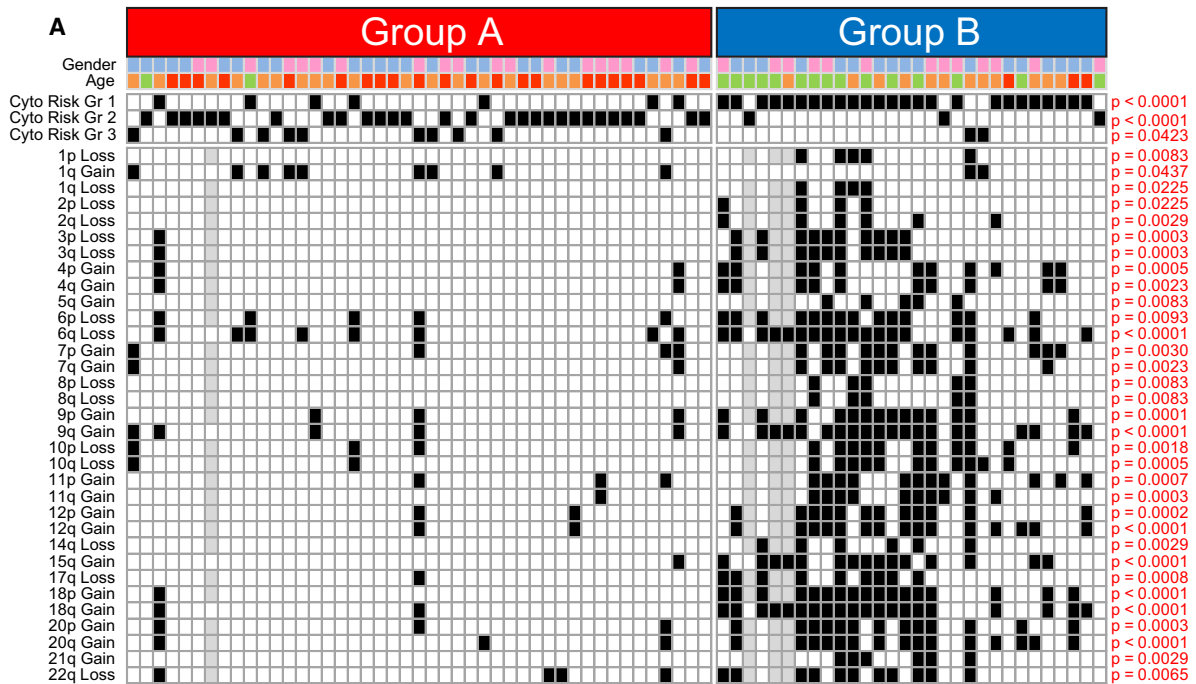 A
Group A Group B
Gender
Age
Cyto Risk Gr 1 p < 0.0001
Cyto Risk Gr 2 p < 0.0001
Cyto Risk Gr 3 p = 0.0423
1p Loss p = 0.0083
1q Gain p = 0.0437
1q Loss p = 0.0225
2p Loss p = 0.0225
2q Loss p = 0.0029
3p Loss p = 0.0003
3q Loss p = 0.0003
4p Gain p = 0.0005
4q Gain p = 0.0023
5q Gain p = 0.0083
6p Loss p = 0.0093
6q Loss p < 0.0001
7p Gain p = 0.0030
7q Gain p = 0.0023
8p Loss p = 0.0083
8q Loss p = 0.0083
9p Gain p = 0.0001
9q Gain p < 0.0001
10p Loss p = 0.0018
10q Loss p = 0.0005
11p Gain p = 0.0007
11q Gain p = 0.0003
12p Gain p = 0.0002
12q Gain p < 0.0001
14q Loss p = 0.0029
15q Gain p < 0.0001
17q Loss p = 0.0008
18p Gain p < 0.0001
18q Gain p < 0.0001
20p Gain p = 0.0003
20q Gain p < 0.0001
21q Gain p = 0.0029
22q Loss p = 0.0065